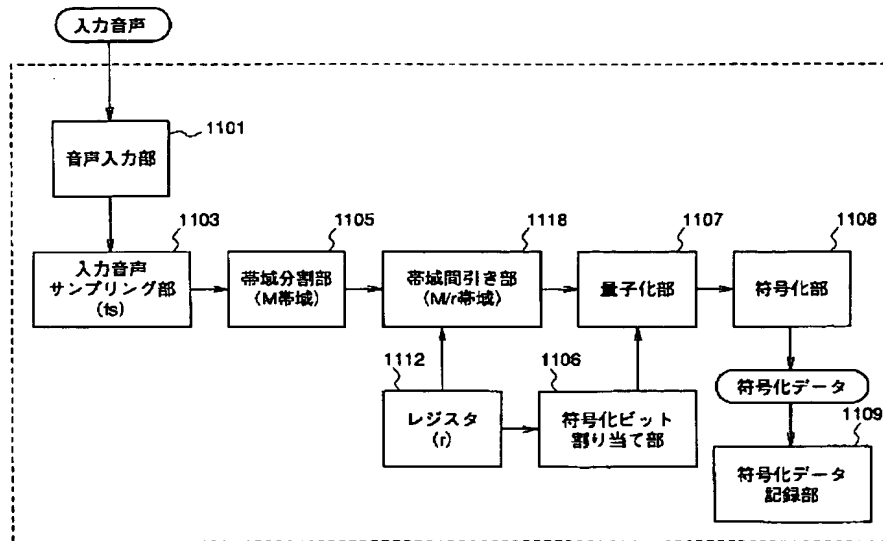 入力音声
1101
音声入力部
1103
入力音声
サンプリング部
(fs)
1105
帯域分割部
(M帯域)
1118
帯域間引き部
(M/r帯域)
1107
量子化部
1108
符号化部
1112
レジスタ
(r)
1106
符号化ビット
割り当て部
符号化データ
1109
符号化データ
記録部